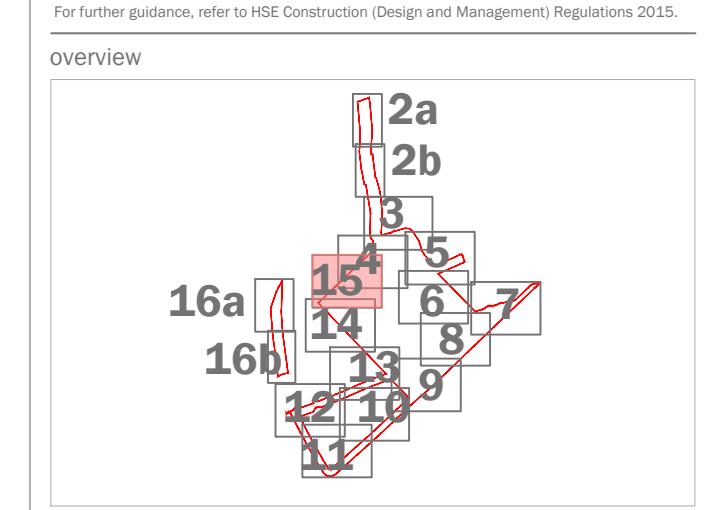 For further guidance, refer to HSE Construction (Design and Management) Regulations 2015.
overview
2a
2b
3
4
5
15
6
16a
7
14
8
16b
13
9
12
10
11